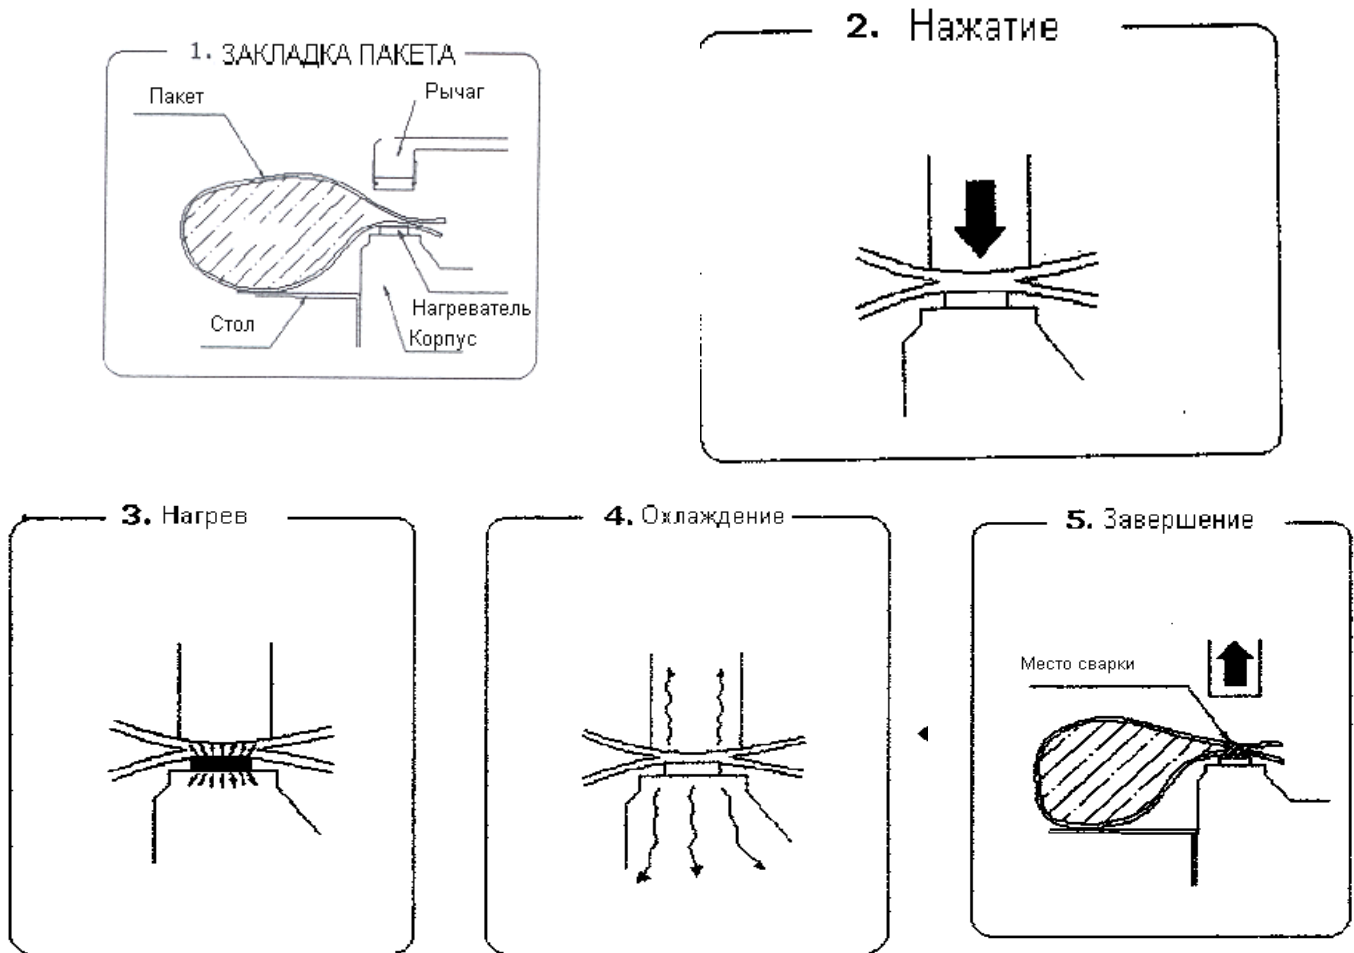 1. ЗАКЛАДКА ПАКЕТА
Пакет
Рычаг
Нагреватель
Стол
Корпус
2. Нажатие
3. Нагрев
4. Охлаждение
5. Завершение
Место сварки